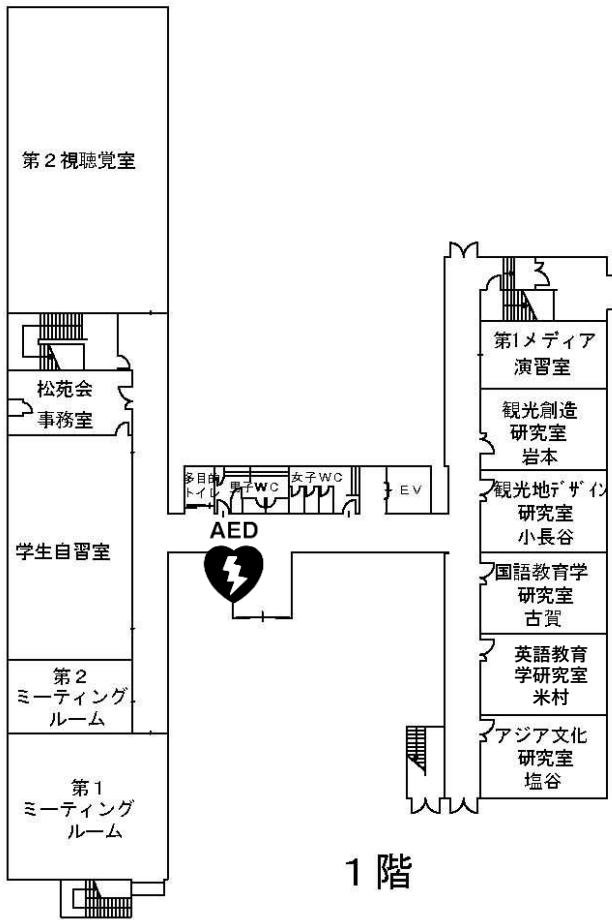 第２視聴覚室
松苑会
事務室
学生自習室
第２
ミーティング
ルーム
第１
ミーティング
ルーム
多目的
トイレ
男子ＷＣ
女子ＷＣ
ＥＶ
AED
第1メディア
演習室
観光創造
研究室
岩本
観光地ﾃﾞｻﾞｲﾝ
研究室
小長谷
国語教育学
研究室
古賀
英語教育
学研究室
米村
アジア文化
研究室
塩谷
１階